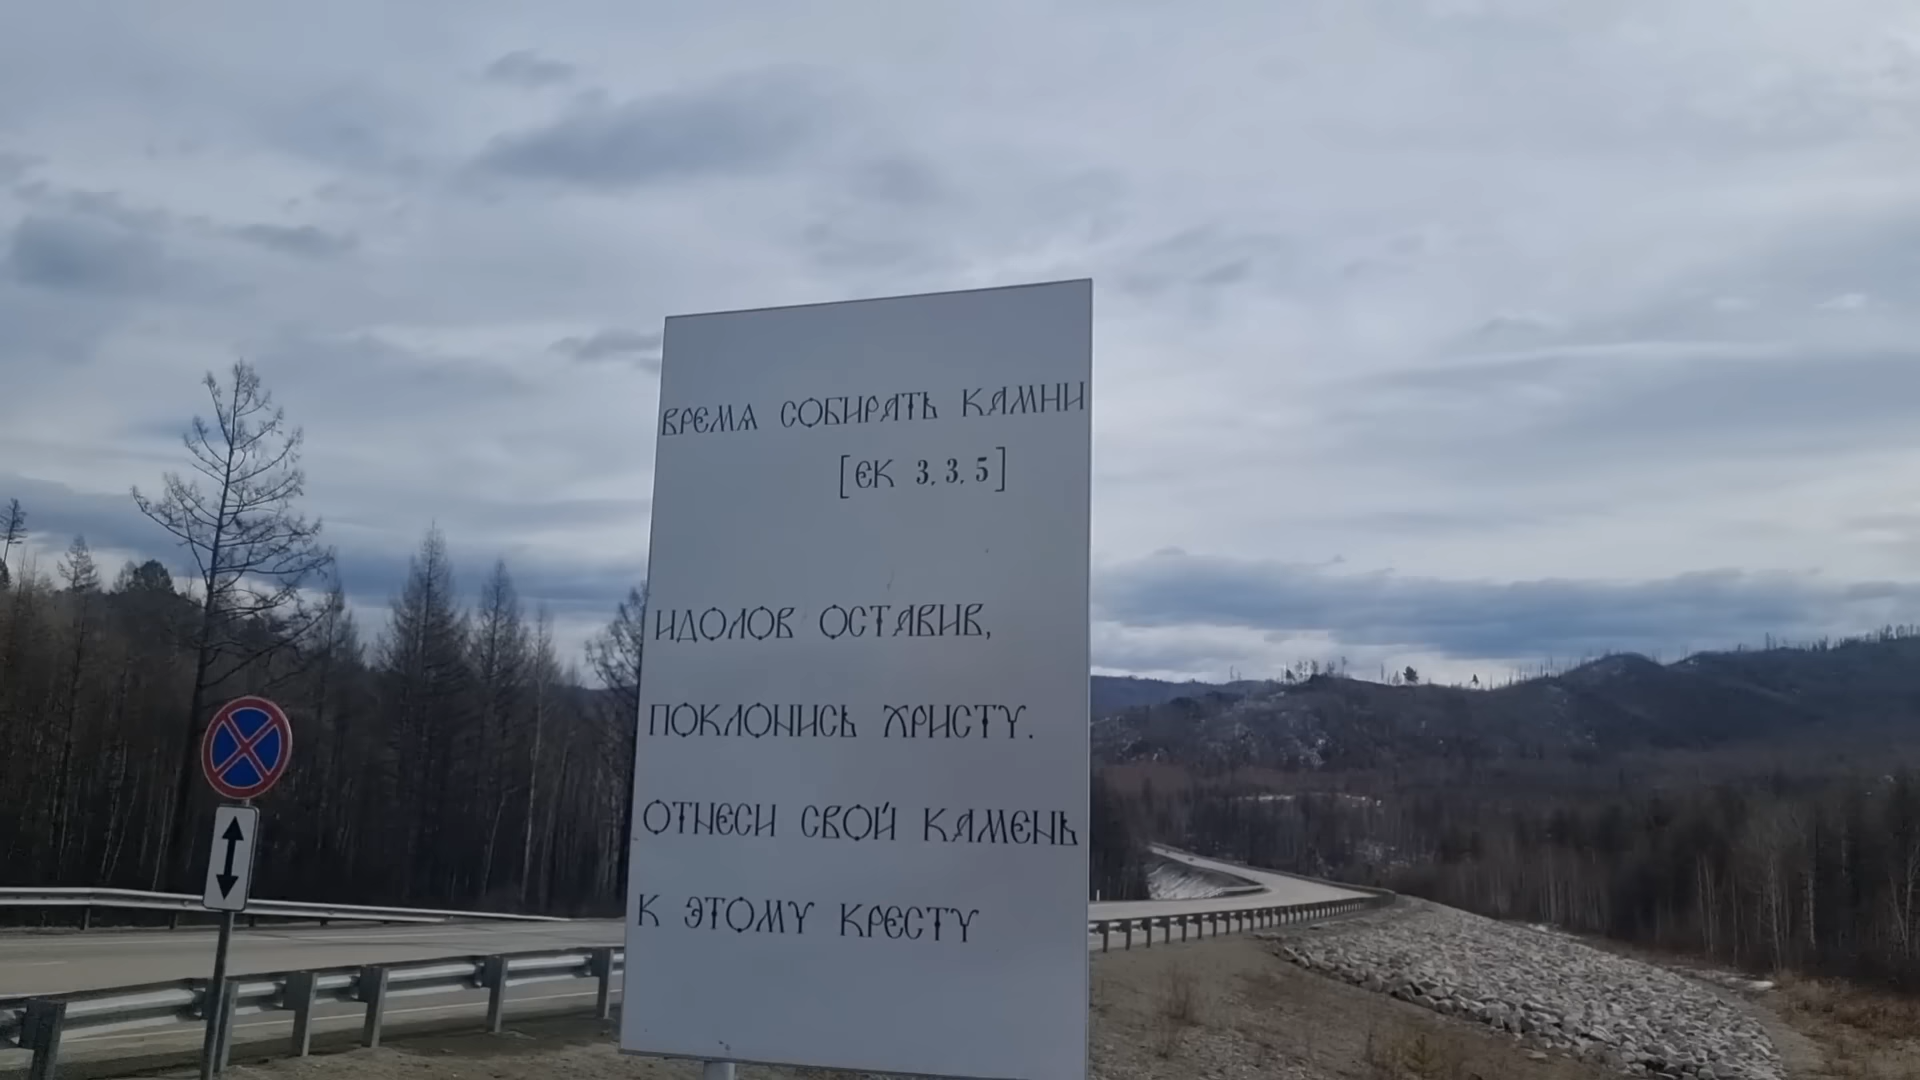 ВРЕМЯ СОБИРАТЬ КАМНИ
[ЕК 3, 3, 5]
ИДОЛОВ ОСТАВИВ,
ПОКЛОНИСЬ ХРИСТУ.
ОТНЕСИ СВОЙ КАМЕНЬ
К ЭТОМУ КРЕСТУ